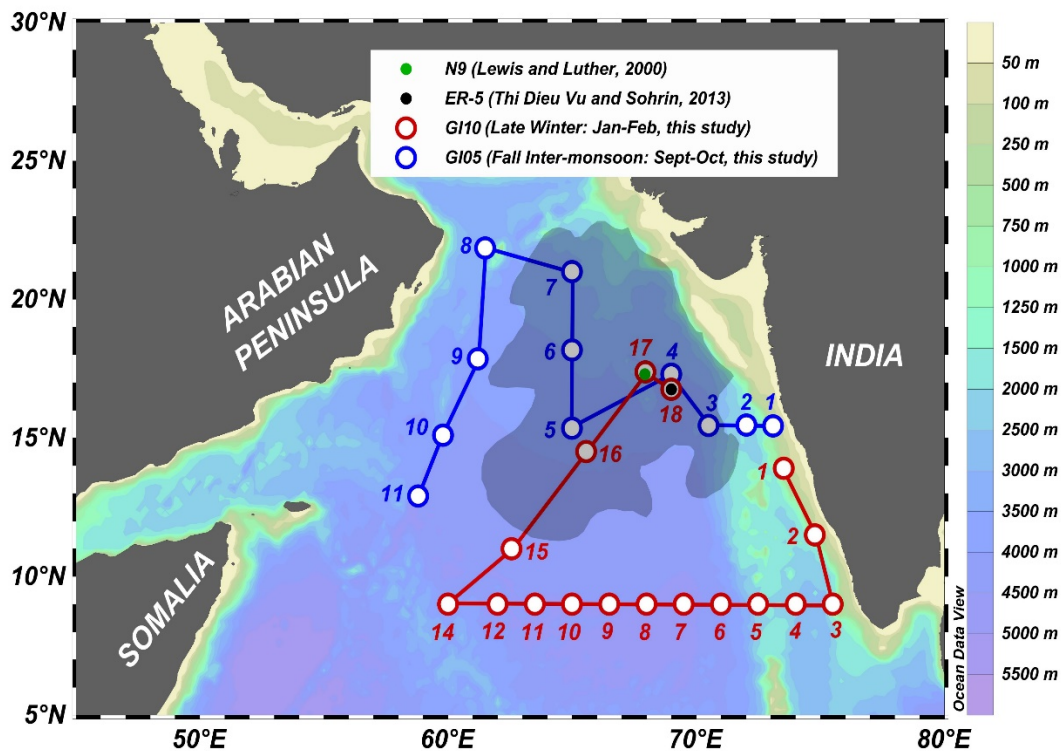 30°N
25°N
20°N
15°N
10°N
5°N
50°E
60°E
70°E
80°E
N9 (Lewis and Luther, 2000)
ER-5 (Thi Dieu Vu and Sohrin, 2013)
GI10 (Late Winter: Jan-Feb, this study)
GI05 (Fall Inter-monsoon: Sept-Oct, this study)
ARABIAN
PENINSULA
INDIA
SOMALIA
8
7
9
6
17
4
10
5
18
3
2
1
16
11
1
2
15
14
12
11
10
9
8
7
6
5
4
3
50 m
100 m
250 m
500 m
750 m
1000 m
1250 m
1500 m
2000 m
2500 m
3000 m
3500 m
4000 m
4500 m
5000 m
5500 m
Ocean Data View